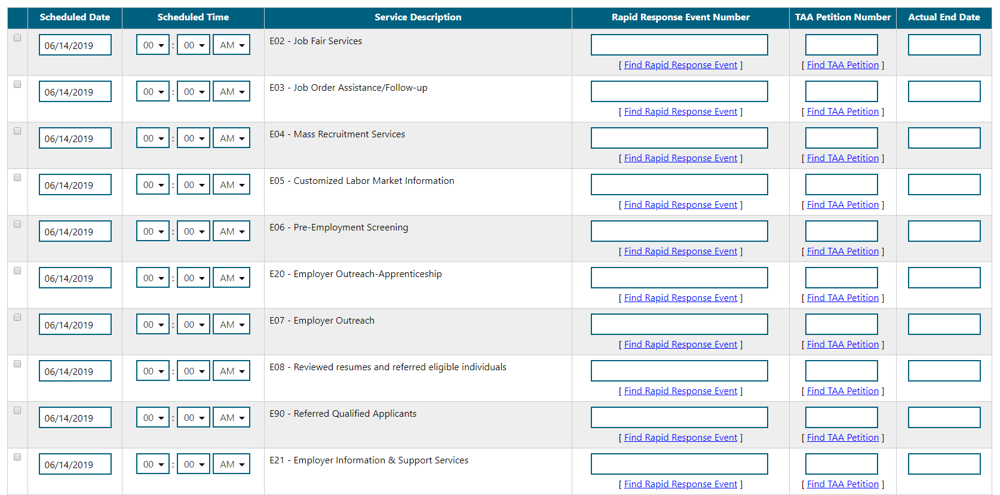 Scheduled Date Scheduled Time Service Description Rapid Response Event Number TAA Petition Number Actual End Date
06/14/2019 00 : 00 AM E02 - Job Fair Services
[ Find Rapid Response Event ] [ Find TAA Petition ]
06/14/2019 00 : 00 AM E03 - Job Order Assistance/Follow-up
[ Find Rapid Response Event ] [ Find TAA Petition ]
06/14/2019 00 : 00 AM E04 - Mass Recruitment Services
[ Find Rapid Response Event ] [ Find TAA Petition ]
06/14/2019 00 : 00 AM E05 - Customized Labor Market Information
[ Find Rapid Response Event ] [ Find TAA Petition ]
06/14/2019 00 : 00 AM E06 - Pre-Employment Screening
[ Find Rapid Response Event ] [ Find TAA Petition ]
06/14/2019 00 : 00 AM E20 - Employer Outreach-Apprenticeship
[ Find Rapid Response Event ] [ Find TAA Petition ]
06/14/2019 00 : 00 AM E07 - Employer Outreach
[ Find Rapid Response Event ] [ Find TAA Petition ]
06/14/2019 00 : 00 AM E08 - Reviewed resumes and referred eligible individuals
[ Find Rapid Response Event ] [ Find TAA Petition ]
06/14/2019 00 : 00 AM E90 - Referred Qualified Applicants
[ Find Rapid Response Event ] [ Find TAA Petition ]
06/14/2019 00 : 00 AM E21 - Employer Information & Support Services
[ Find Rapid Response Event ] [ Find TAA Petition ]